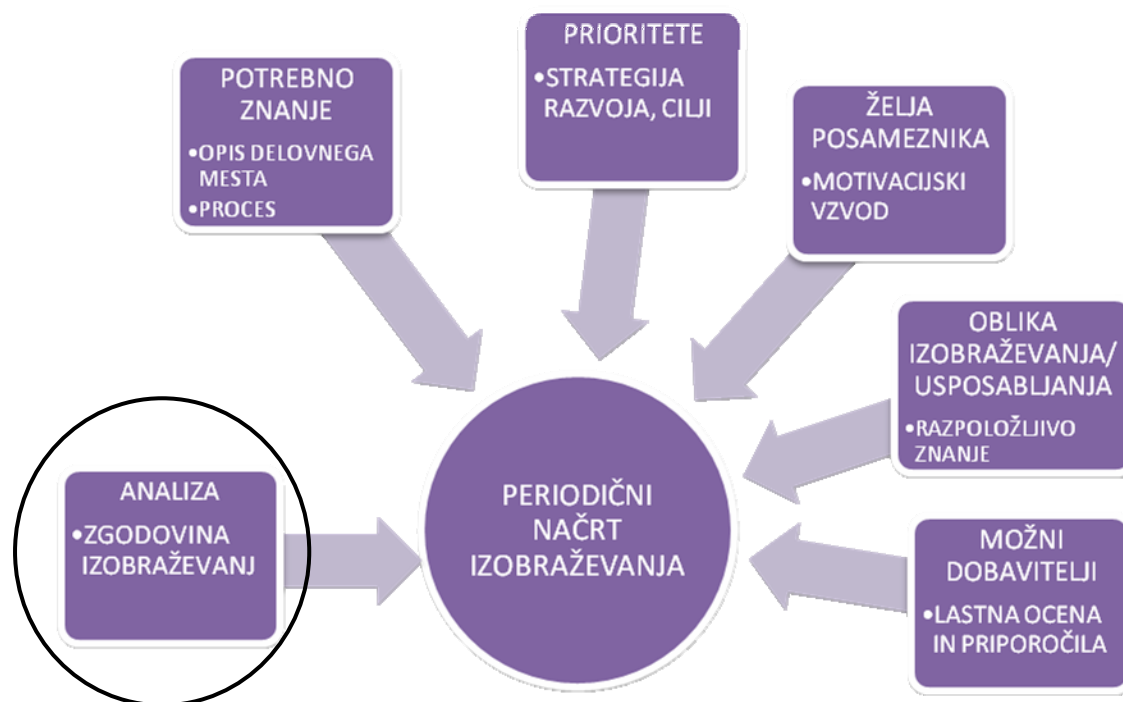 POTREBNO
ZNANJE
•OPIS DELOVNEGA
MESTA
•PROCES
PRIORITETE
•STRATEGIJA
RAZVOJA, CILJI
ŽELJA
POSAMEZNIKA
•MOTIVACIJSKI
VZVOD
OBLIKA
IZOBRAŽEVANJA/
USPOSABLJANJA
•RAZPOLOŽLJIVO
ZNANJE
MOŽNI
DOBAVITELJI
•LASTNA OCENA
IN PRIPOROČILA
ANALIZA
•ZGODOVINA
IZOBRAŽEVANJ
PERIODIČNI
NAČRT
IZOBRAŽEVANJA